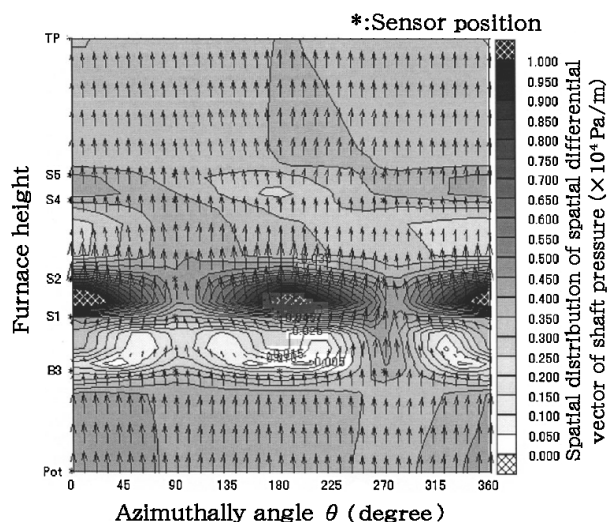 *:Sensor position
TP
S5
S4
S2
S1
B3
Pot
Furnace height
0 45 90 135 180 225 270 315 360
Azimuthally angle θ (degree)
1.000
0.950
0.900
0.850
0.800
0.750
0.700
0.650
0.600
0.550
0.500
0.450
0.400
0.350
0.300
0.250
0.200
0.150
0.100
0.050
0.000
Spatial distribution of spatial differential
vector of shaft pressure (×10⁴ Pa/m)